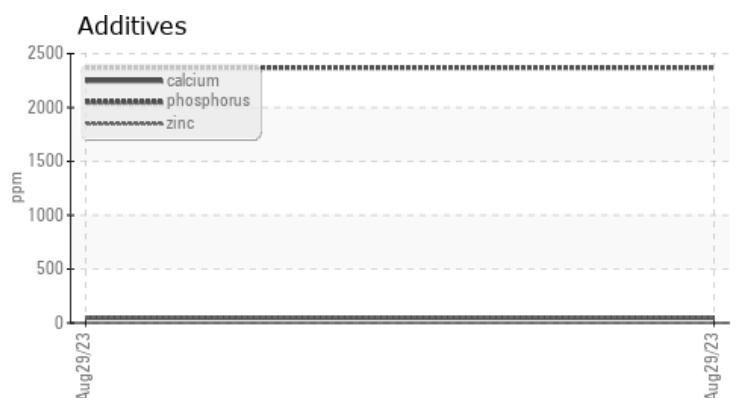 Additives
2500
2000
1500
1000
500
0
ppm
calcium
phosphorus
zinc
Aug29/23
Aug29/23